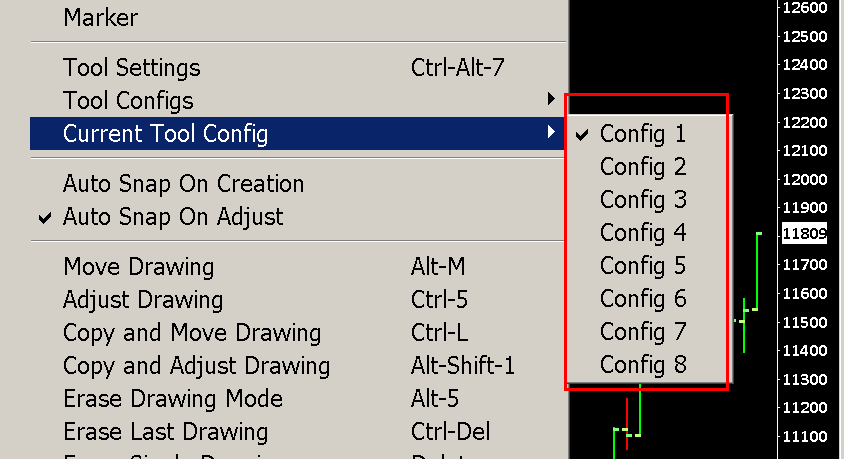 Marker
Tool Settings Ctrl-Alt-7
Tool Configs
Current Tool Config
Auto Snap On Creation
Auto Snap On Adjust
Move Drawing Alt-M
Adjust Drawing Ctrl-5
Copy and Move Drawing Ctrl-L
Copy and Adjust Drawing Alt-Shift-1
Erase Drawing Mode Alt-5
Erase Last Drawing Ctrl-Del
Config 1
Config 2
Config 3
Config 4
Config 5
Config 6
Config 7
Config 8
12600
12500
12400
12300
12200
12100
12000
11900
11809
11700
11600
11500
11400
11300
11200
11100